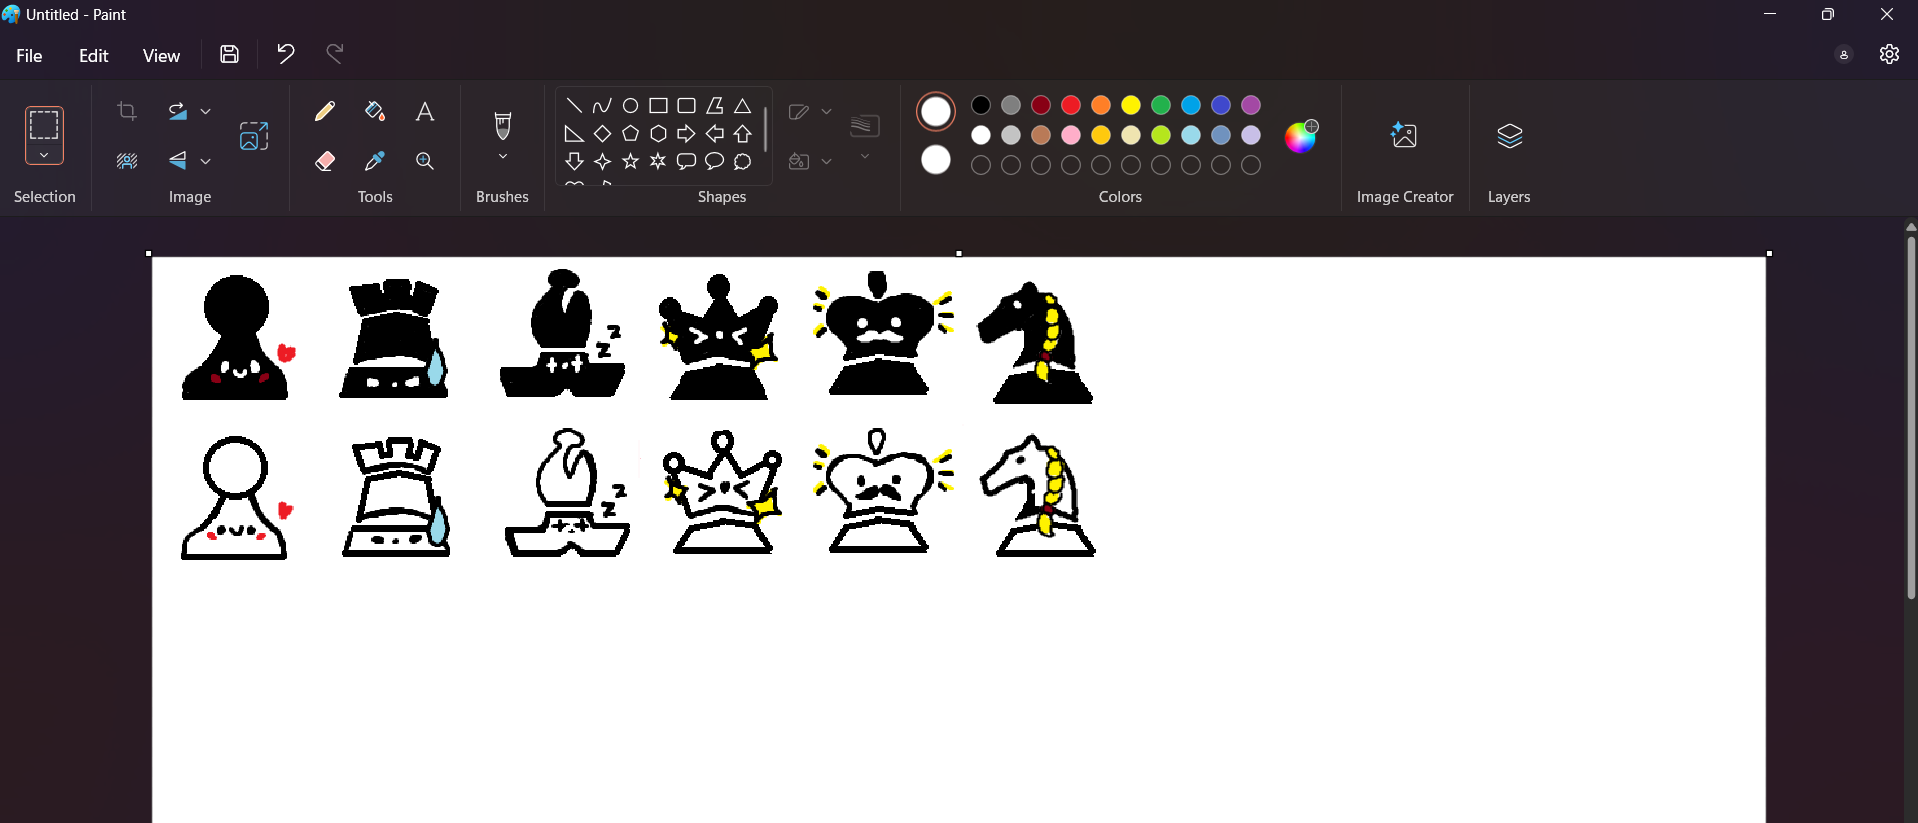 Untitled - Paint
File Edit View
Selection Image Tools Brushes Shapes Colors Image Creator Layers
z
z
z
z